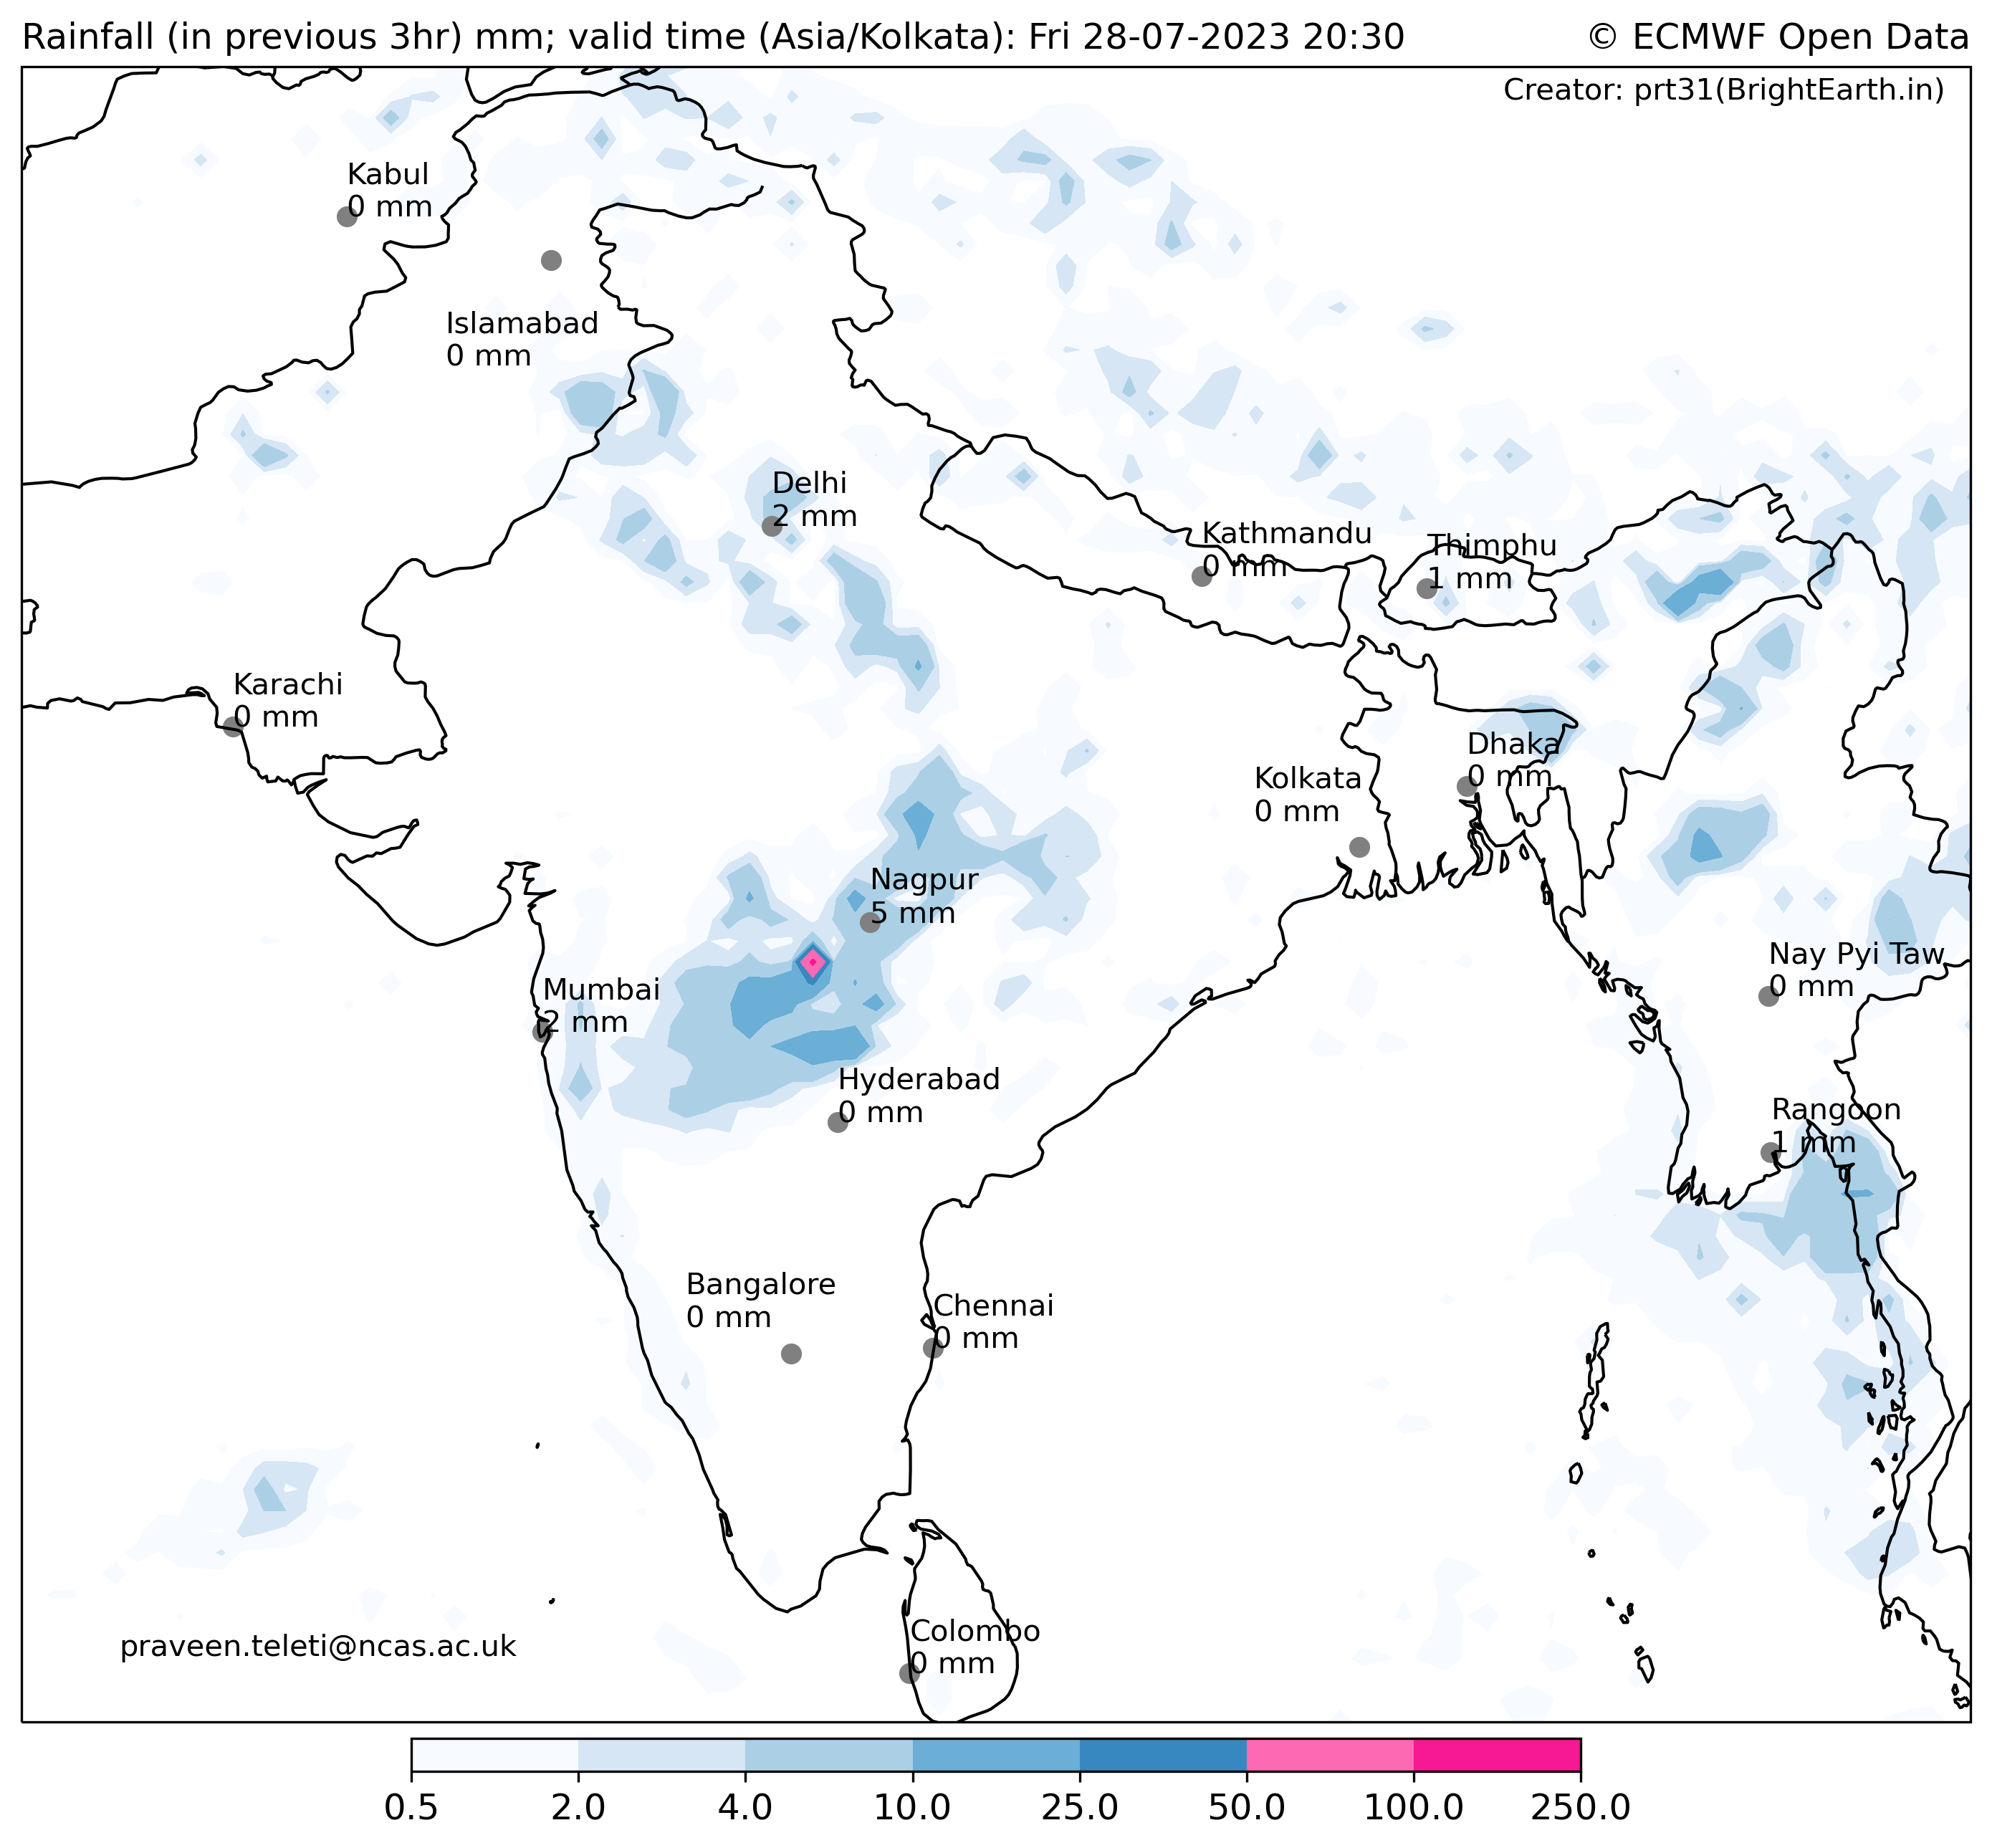 Rainfall (in previous 3hr) mm; valid time (Asia/Kolkata): Fri 28-07-2023 20:30
© ECMWF Open Data
Creator: prt31(BrightEarth.in)
Kabul
0 mm
Islamabad
0 mm
Delhi
2 mm
Kathmandu
0 mm
Thimphu
1 mm
Karachi
0 mm
Dhaka
0 mm
Kolkata
0 mm
Nagpur
5 mm
Nay Pyi Taw
0 mm
Mumbai
2 mm
Hyderabad
0 mm
Rangoon
1 mm
Bangalore
0 mm
Chennai
0 mm
Colombo
0 mm
praveen.teleti@ncas.ac.uk
0.5 2.0 4.0 10.0 25.0 50.0 100.0 250.0